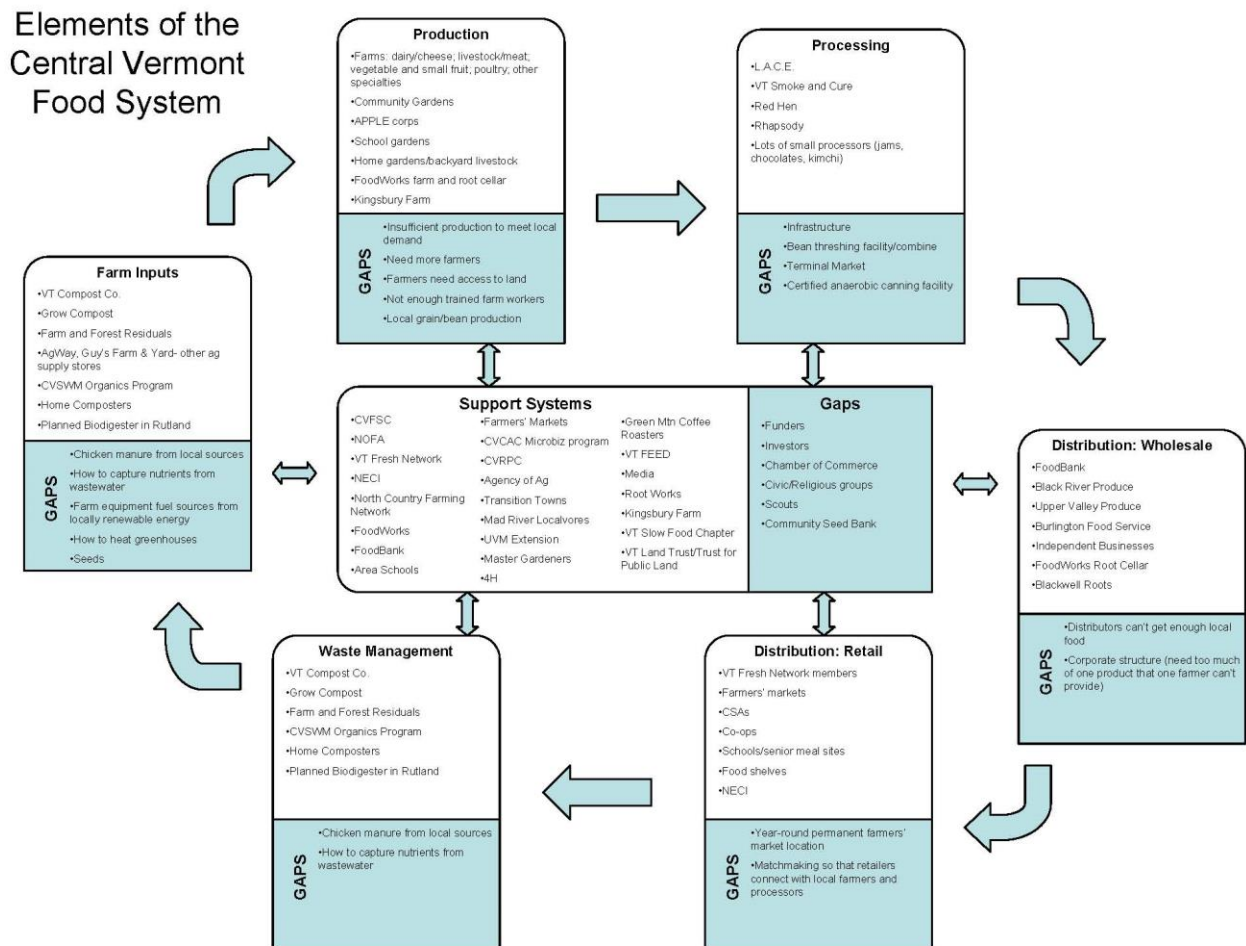 Elements of the
Central Vermont
Food System
Production
•Farms: dairy/cheese; livestock/meat;
vegetable and small fruit; poultry; other
specialties
•Community Gardens
•APPLE corps
•School gardens
•Home gardens/backyard livestock
•FoodWorks farm and root cellar
•Kingsbury Farm
GAPS
•Insufficient production to meet local
demand
•Need more farmers
•Farmers need access to land
•Not enough trained farm workers
•Local grain/bean production
Processing
•L.A.C.E.
•VT Smoke and Cure
•Red Hen
•Rhapsody
•Lots of small processors (jams,
chocolates, kimchi)
GAPS
•Infrastructure
•Bean threshing facility/combine
•Terminal Market
•Certified anaerobic canning facility
Farm Inputs
•VT Compost Co.
•Grow Compost
•Farm and Forest Residuals
•AgWay, Guy's Farm & Yard- other ag
supply stores
•CVSWM Organics Program
•Home Composters
•Planned Biodigester in Rutland
GAPS
•Chicken manure from local sources
•How to capture nutrients from
wastewater
•Farm equipment fuel sources from
locally renewable energy
•How to heat greenhouses
•Seeds
Support Systems
•CVFSC
•NOFA
•VT Fresh Network
•NECI
•North Country Farming
Network
•FoodWorks
•FoodBank
•Area Schools
•Farmers' Markets
•CVCAC Microbiz program
•CVRPC
•Agency of Ag
•Transition Towns
•Mad River Localvores
•UVM Extension
•Master Gardeners
•4H
•Green Mtn Coffee
Roasters
•VT FEED
•Media
•Root Works
•Kingsbury Farm
•VT Slow Food Chapter
•VT Land Trust/Trust for
Public Land
Gaps
•Funders
•Investors
•Chamber of Commerce
•Civic/Religious groups
•Scouts
•Community Seed Bank
Distribution: Wholesale
•FoodBank
•Black River Produce
•Upper Valley Produce
•Burlington Food Service
•Independent Businesses
•FoodWorks Root Cellar
•Blackwell Roots
GAPS
•Distributors can't get enough local
food
•Corporate structure (need too much
of one product that one farmer can't
provide)
Waste Management
•VT Compost Co.
•Grow Compost
•Farm and Forest Residuals
•CVSWM Organics Program
•Home Composters
•Planned Biodigester in Rutland
GAPS
•Chicken manure from local sources
•How to capture nutrients from
wastewater
Distribution: Retail
•VT Fresh Network members
•Farmers' markets
•CSAs
•Co-ops
•Schools/senior meal sites
•Food shelves
•NECI
GAPS
•Year-round permanent farmers'
market location
•Matchmaking so that retailers
connect with local farmers and
processors